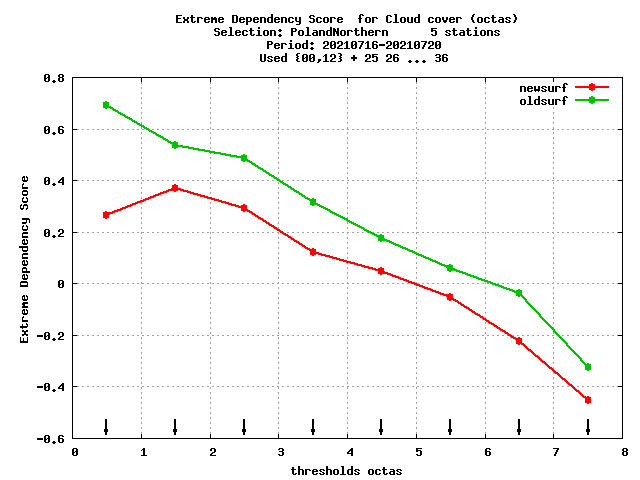 Extreme Dependency Score  for Cloud cover (octas)
Selection: PolandNorthern      5 stations
Period: 20210716-20210720
Used {00,12} + 25 26 ... 36
newsurf
oldsurf
Extreme Dependency Score
0.8
0.6
0.4
0.2
0
-0.2
-0.4
-0.6
0 1 2 3 4 5 6 7 8
thresholds octas